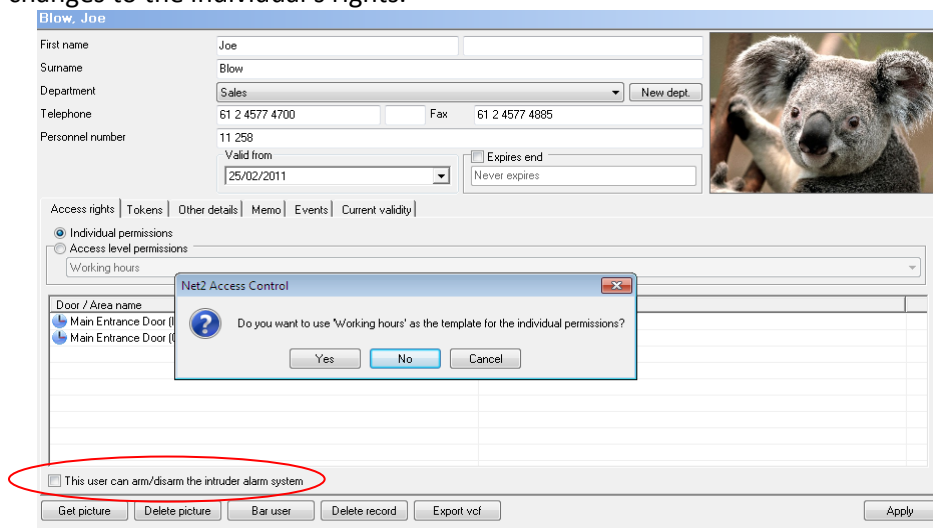 changes to the individual's rights.
Blow, Joe
First name Joe
Surname Blow
Department Sales New dept.
Telephone 61 2 4577 4700 Fax 61 2 4577 4885
Personnel number 11 258
Valid from Expires end
25/02/2011 Never expires
Access rights Tokens Other details Memo Events Current validity
Individual permissions
Access level permissions
Working hours
Net2 Access Control
Door / Area name
Main Entrance Door (
Do you want to use 'Working hours' as the template for the individual permissions?
Main Entrance Door (
Yes No Cancel
This user can arm/disarm the intruder alarm system
Get picture Delete picture Bar user Delete record Export vcf Apply